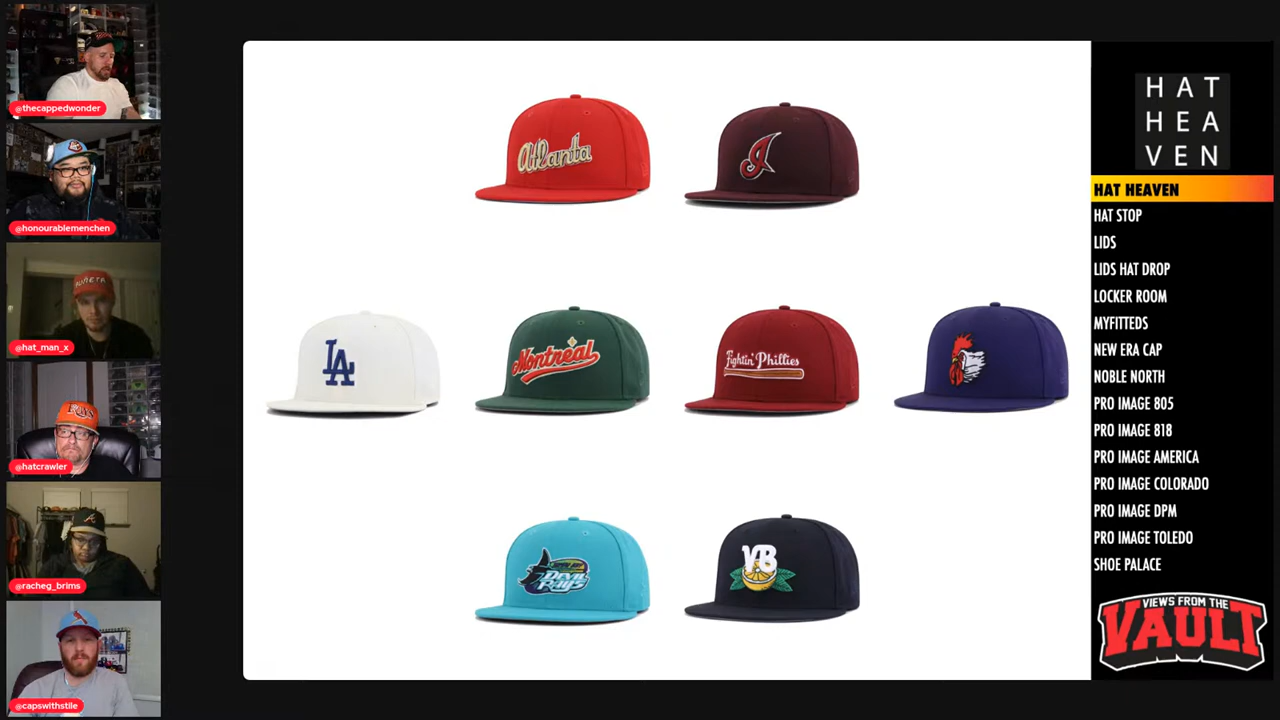 @thecappedwonder
@honourablemenchen
@hat_man_x
@hatcrawler
Rays
@racheg_brims
@capswithstile
Atlanta
LA
Montreal
Fightin' Phillies
Devil
Rays
VB
HAT
HEA
VEN
HAT HEAVEN
HAT STOP
LIDS
LIDS HAT DROP
LOCKER ROOM
MYFITTEDS
NEW ERA CAP
NOBLE NORTH
PRO IMAGE 805
PRO IMAGE 818
PRO IMAGE AMERICA
PRO IMAGE COLORADO
PRO IMAGE DPM
PRO IMAGE TOLEDO
SHOE PALACE
VIEWS FROM THE
VAULT